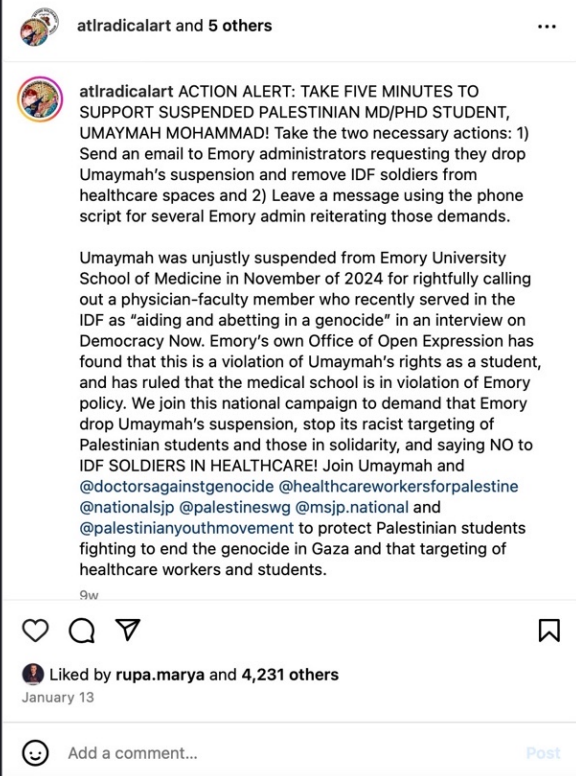 atlradicalart and 5 others
atlradicalart ACTION ALERT: TAKE FIVE MINUTES TO
SUPPORT SUSPENDED PALESTINIAN MD/PHD STUDENT,
UMAYMAH MOHAMMAD! Take the two necessary actions: 1)
Send an email to Emory administrators requesting they drop
Umaymah's suspension and remove IDF soldiers from
healthcare spaces and 2) Leave a message using the phone
script for several Emory admin reiterating those demands.
Umaymah was unjustly suspended from Emory University
School of Medicine in November of 2024 for rightfully calling
out a physician-faculty member who recently served in the
IDF as “aiding and abetting in a genocide” in an interview on
Democracy Now. Emory's own Office of Open Expression has
found that this is a violation of Umaymah's rights as a student,
and has ruled that the medical school is in violation of Emory
policy. We join this national campaign to demand that Emory
drop Umaymah's suspension, stop its racist targeting of
Palestinian students and those in solidarity, and saying NO to
IDF SOLDIERS IN HEALTHCARE! Join Umaymah and
@doctorsagainstgenocide @healthcareworkersforpalestine
@nationalsjp @palestineswg @msjp.national and
@palestinianyouthmovement to protect Palestinian students
fighting to end the genocide in Gaza and that targeting of
healthcare workers and students.
9w
Liked by rupa.marya and 4,231 others
January 13
Add a comment...
Post